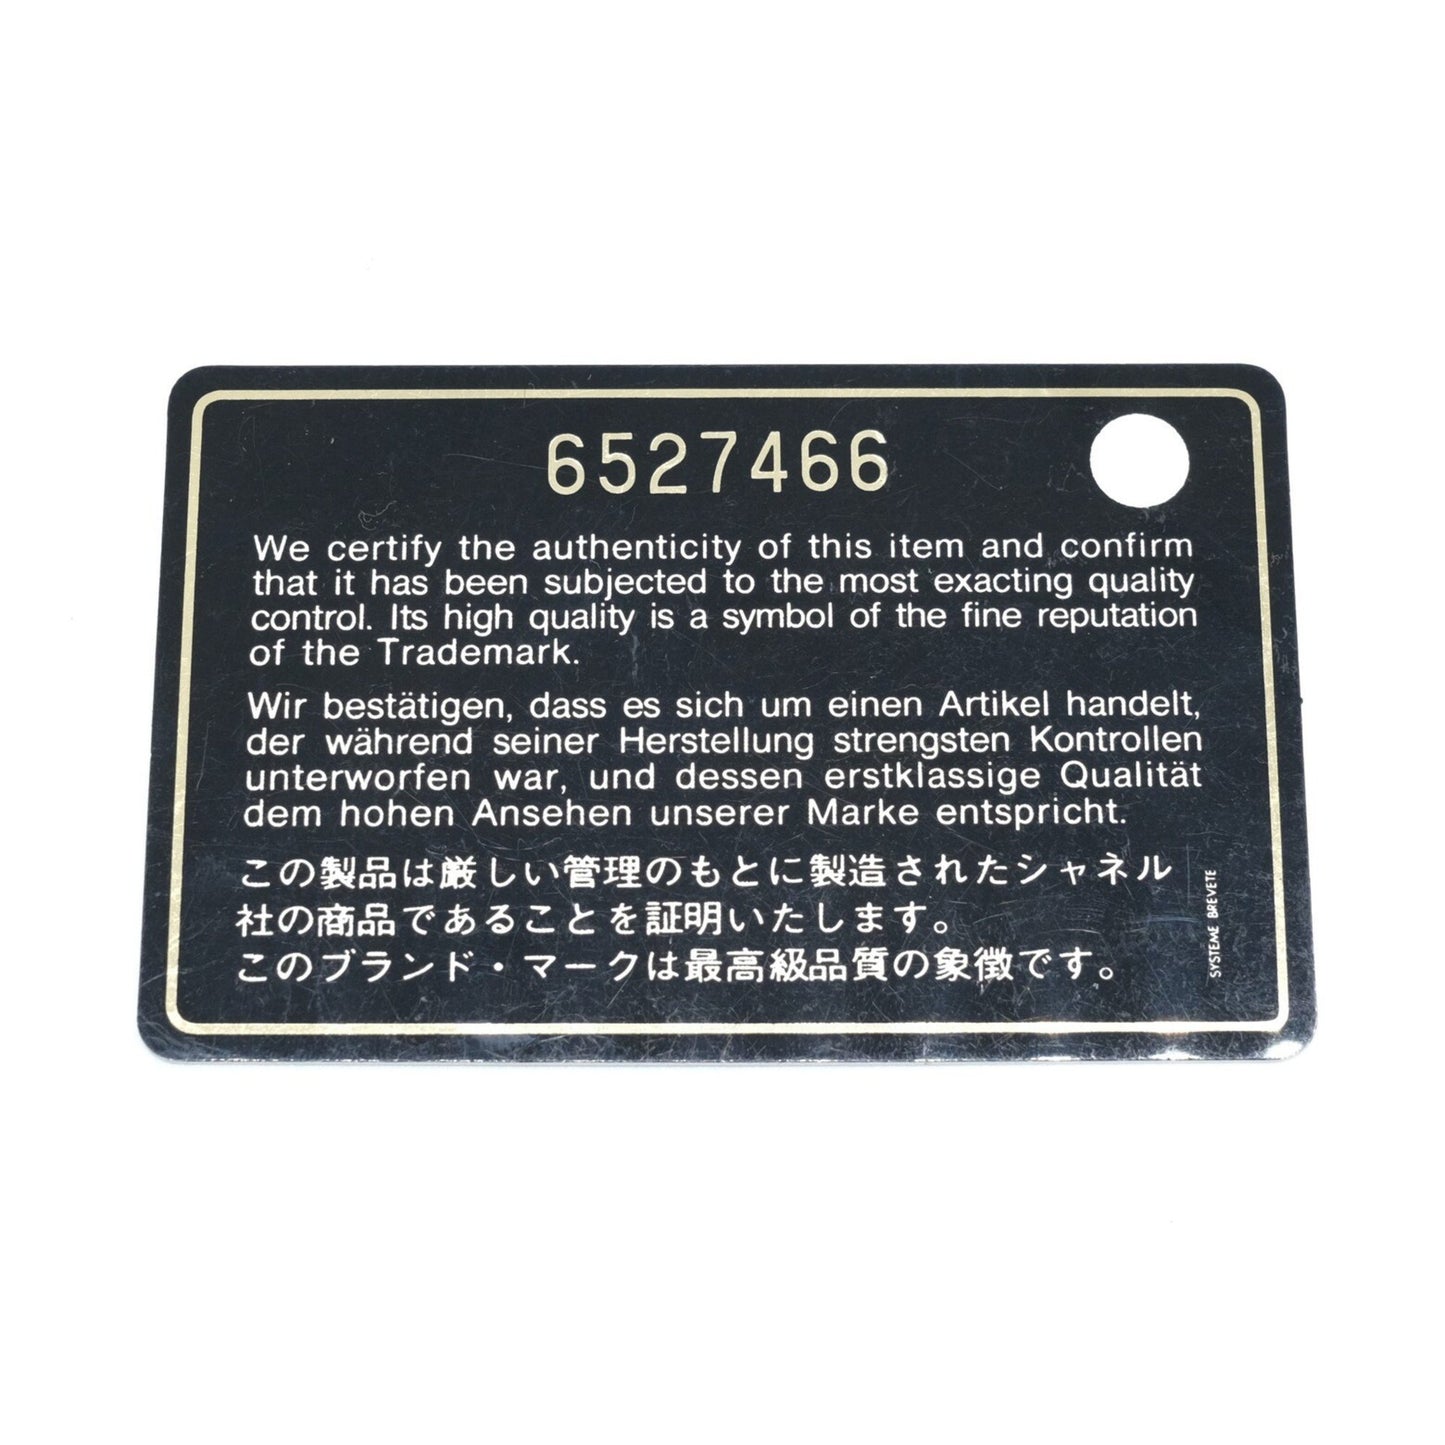 6527466
We certify the authenticity of this item and confirm
that it has been subjected to the most exacting quality
control. Its high quality is a symbol of the fine reputation
of the Trademark.
Wir bestätigen, dass es sich um einen Artikel handelt,
der während seiner Herstellung strengsten Kontrollen
unterworfen war, und dessen erstklassige Qualität
dem hohen Ansehen unserer Marke entspricht.
この製品は厳しい管理のもとに製造されたシャネル
社の商品であることを証明いたします。
このブランド・マークは最高級品質の象徴です。
SYSTEME BREVETE